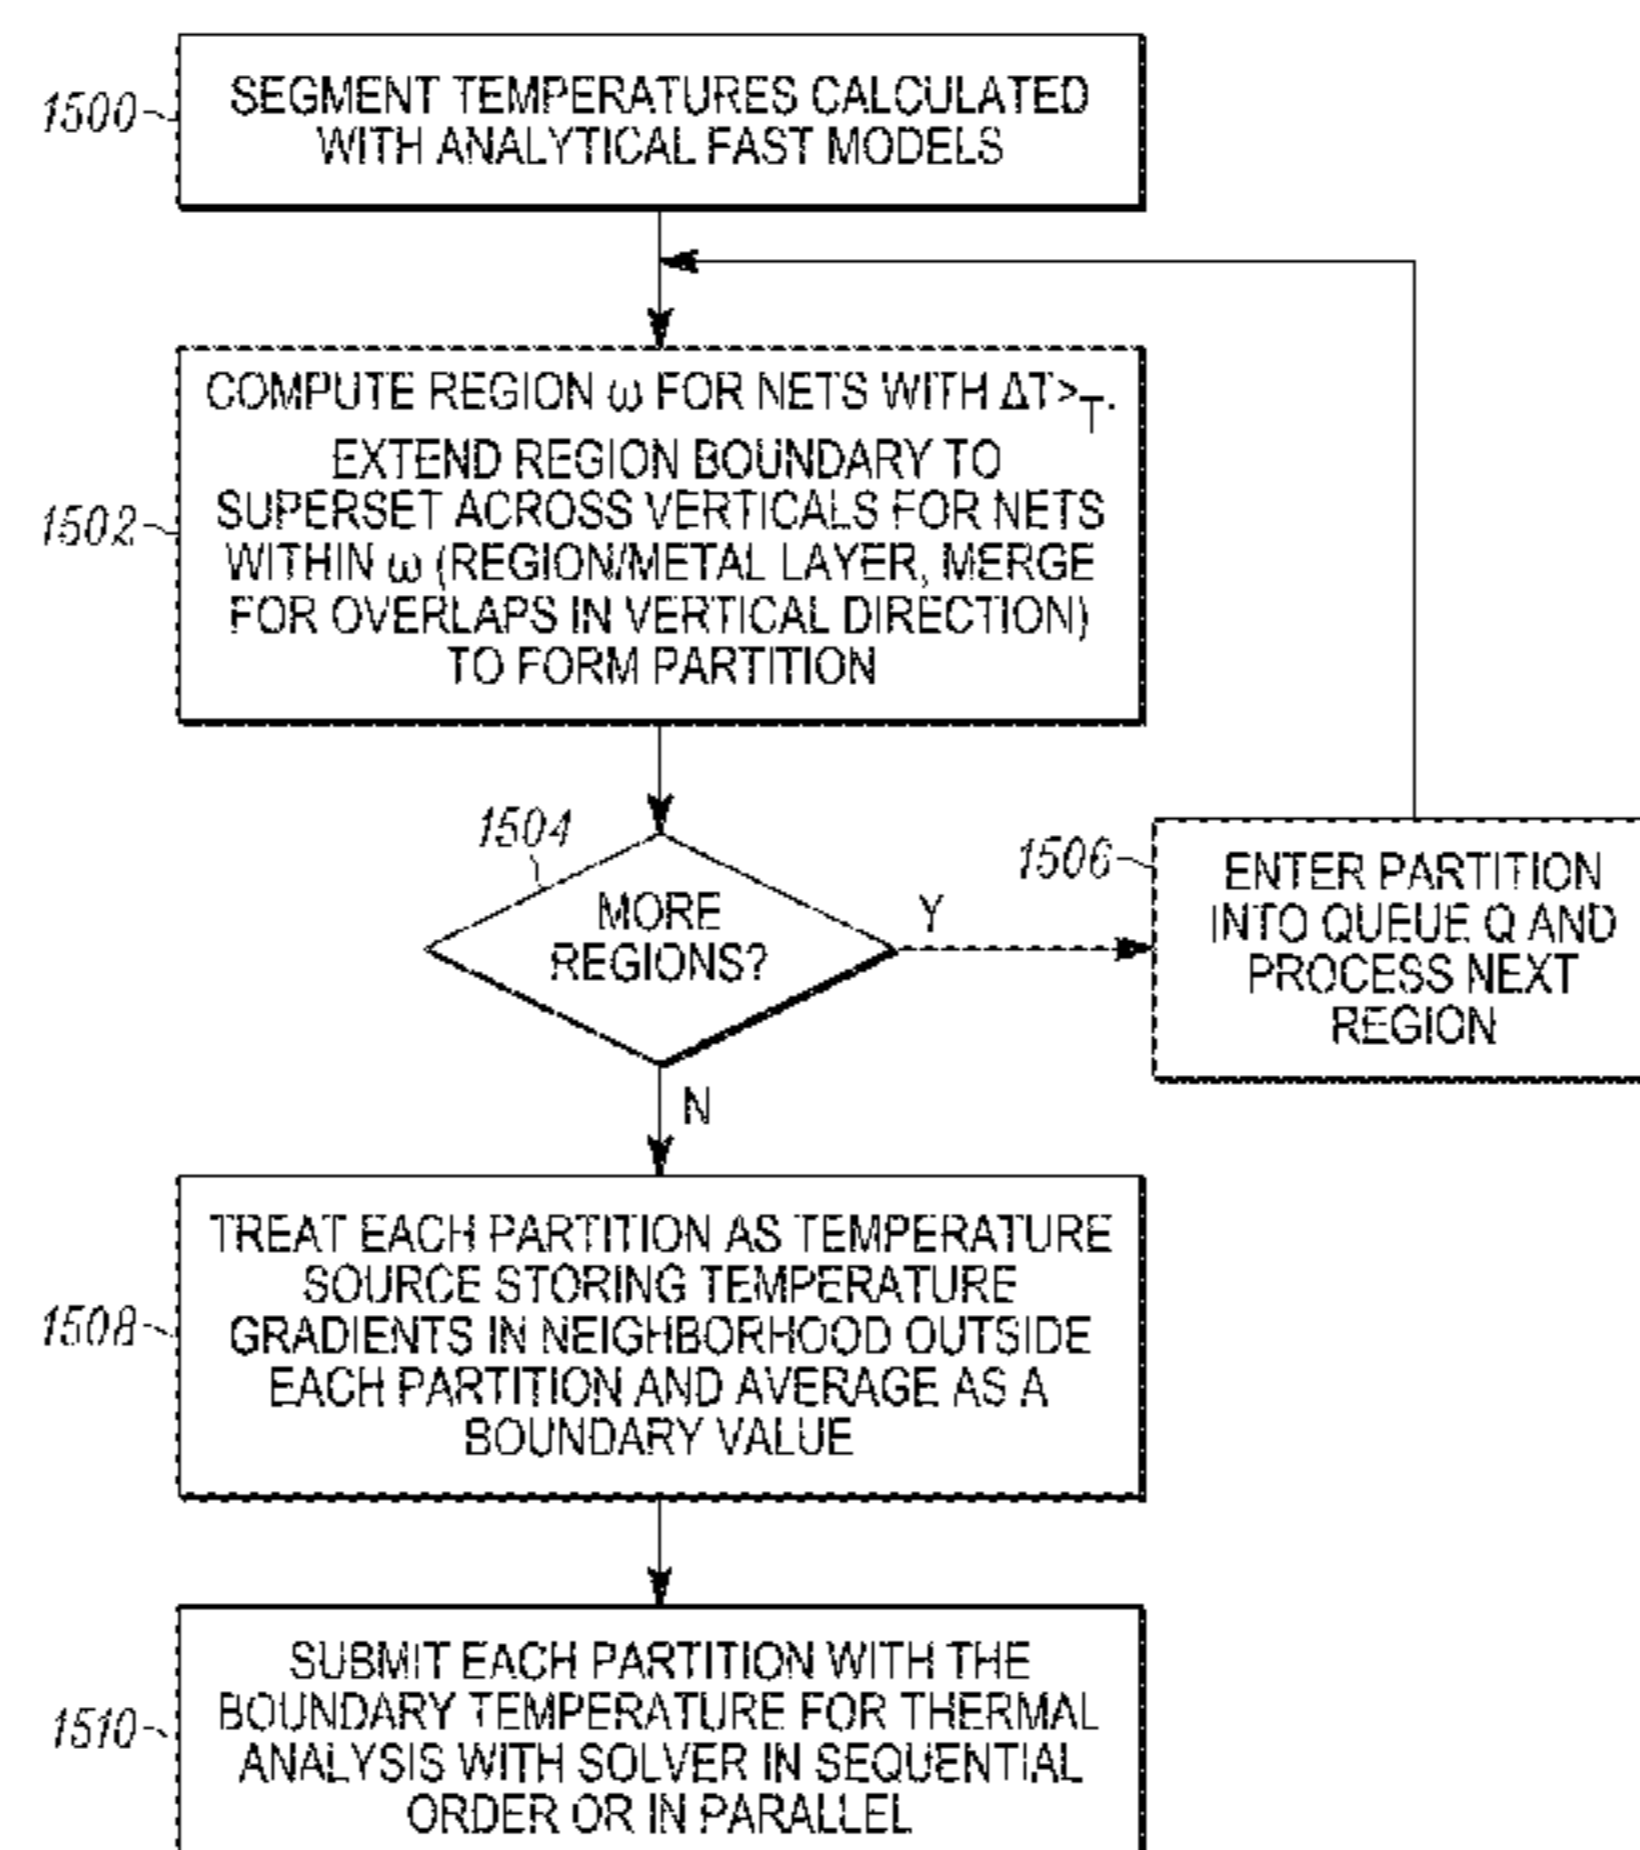 1500
SEGMENT TEMPERATURES CALCULATED
WITH ANALYTICAL FAST MODELS
1502
COMPUTE REGION ω FOR NETS WITH ΔT>T.
EXTEND REGION BOUNDARY TO
SUPERSET ACROSS VERTICALS FOR NETS
WITHIN ω (REGION/METAL LAYER, MERGE
FOR OVERLAPS IN VERTICAL DIRECTION)
TO FORM PARTITION
1504
MORE
REGIONS?
Y
N
1506
ENTER PARTITION
INTO QUEUE Q AND
PROCESS NEXT
REGION
1508
TREAT EACH PARTITION AS TEMPERATURE
SOURCE STORING TEMPERATURE
GRADIENTS IN NEIGHBORHOOD OUTSIDE
EACH PARTITION AND AVERAGE AS A
BOUNDARY VALUE
1510
SUBMIT EACH PARTITION WITH THE
BOUNDARY TEMPERATURE FOR THERMAL
ANALYSIS WITH SOLVER IN SEQUENTIAL
ORDER OR IN PARALLEL